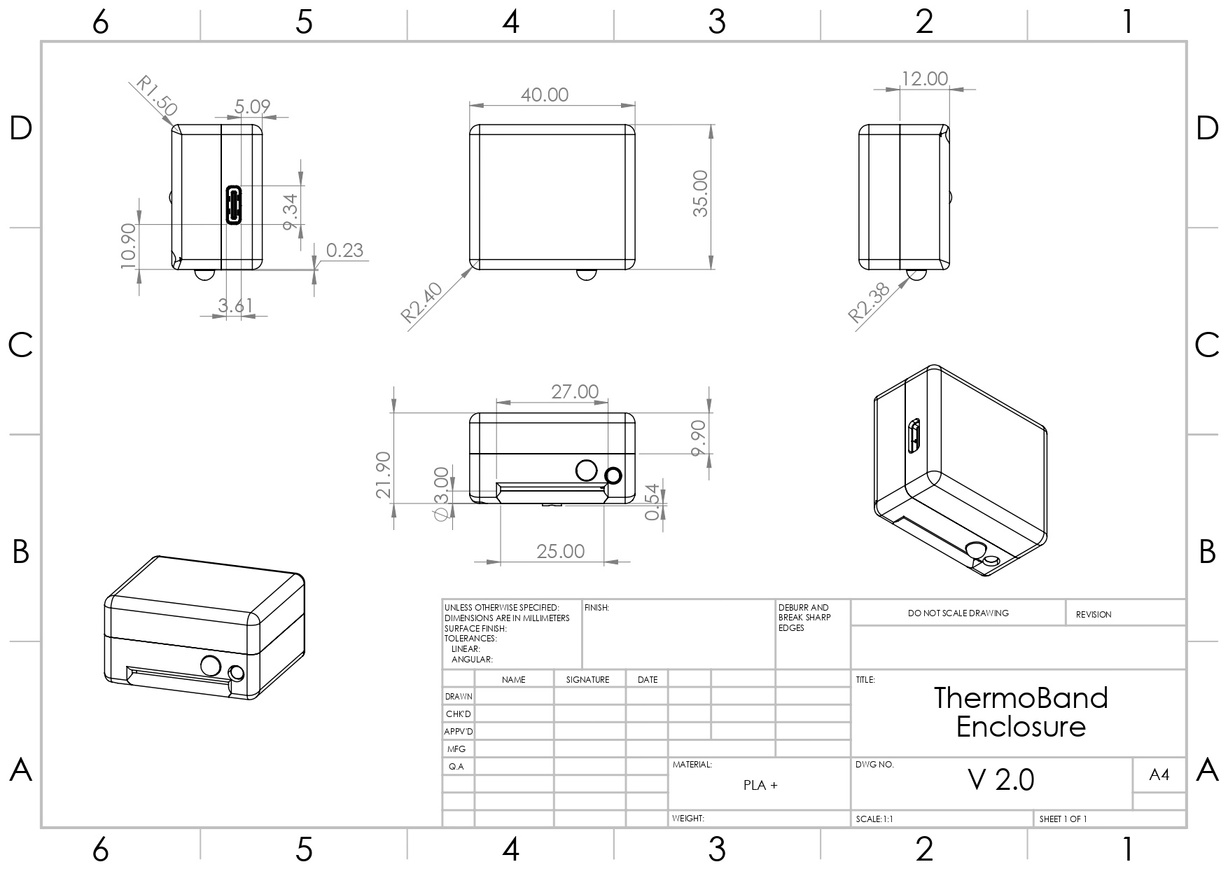 6 5 4 3 2 1
D D
C C
B B
A A
R1.50
5.09
9.34
10.90
0.23
3.61
40.00
35.00
R2.40
12.00
R2.38
27.00
21.90
9.90
∅3.00
0.54
25.00
UNLESS OTHERWISE SPECIFIED:
DIMENSIONS ARE IN MILLIMETERS
SURFACE FINISH:
TOLERANCES:
LINEAR:
ANGULAR:
FINISH:
DEBURR AND
BREAK SHARP
EDGES
DO NOT SCALE DRAWING
REVISION
NAME SIGNATURE DATE
DRAWN
CHK'D
APPV'D
MFG
Q.A
TITLE:
ThermoBand
Enclosure
MATERIAL:
PLA +
DWG NO.
V 2.0
A4
WEIGHT:
SCALE:1:1
SHEET 1 OF 1
6 5 4 3 2 1